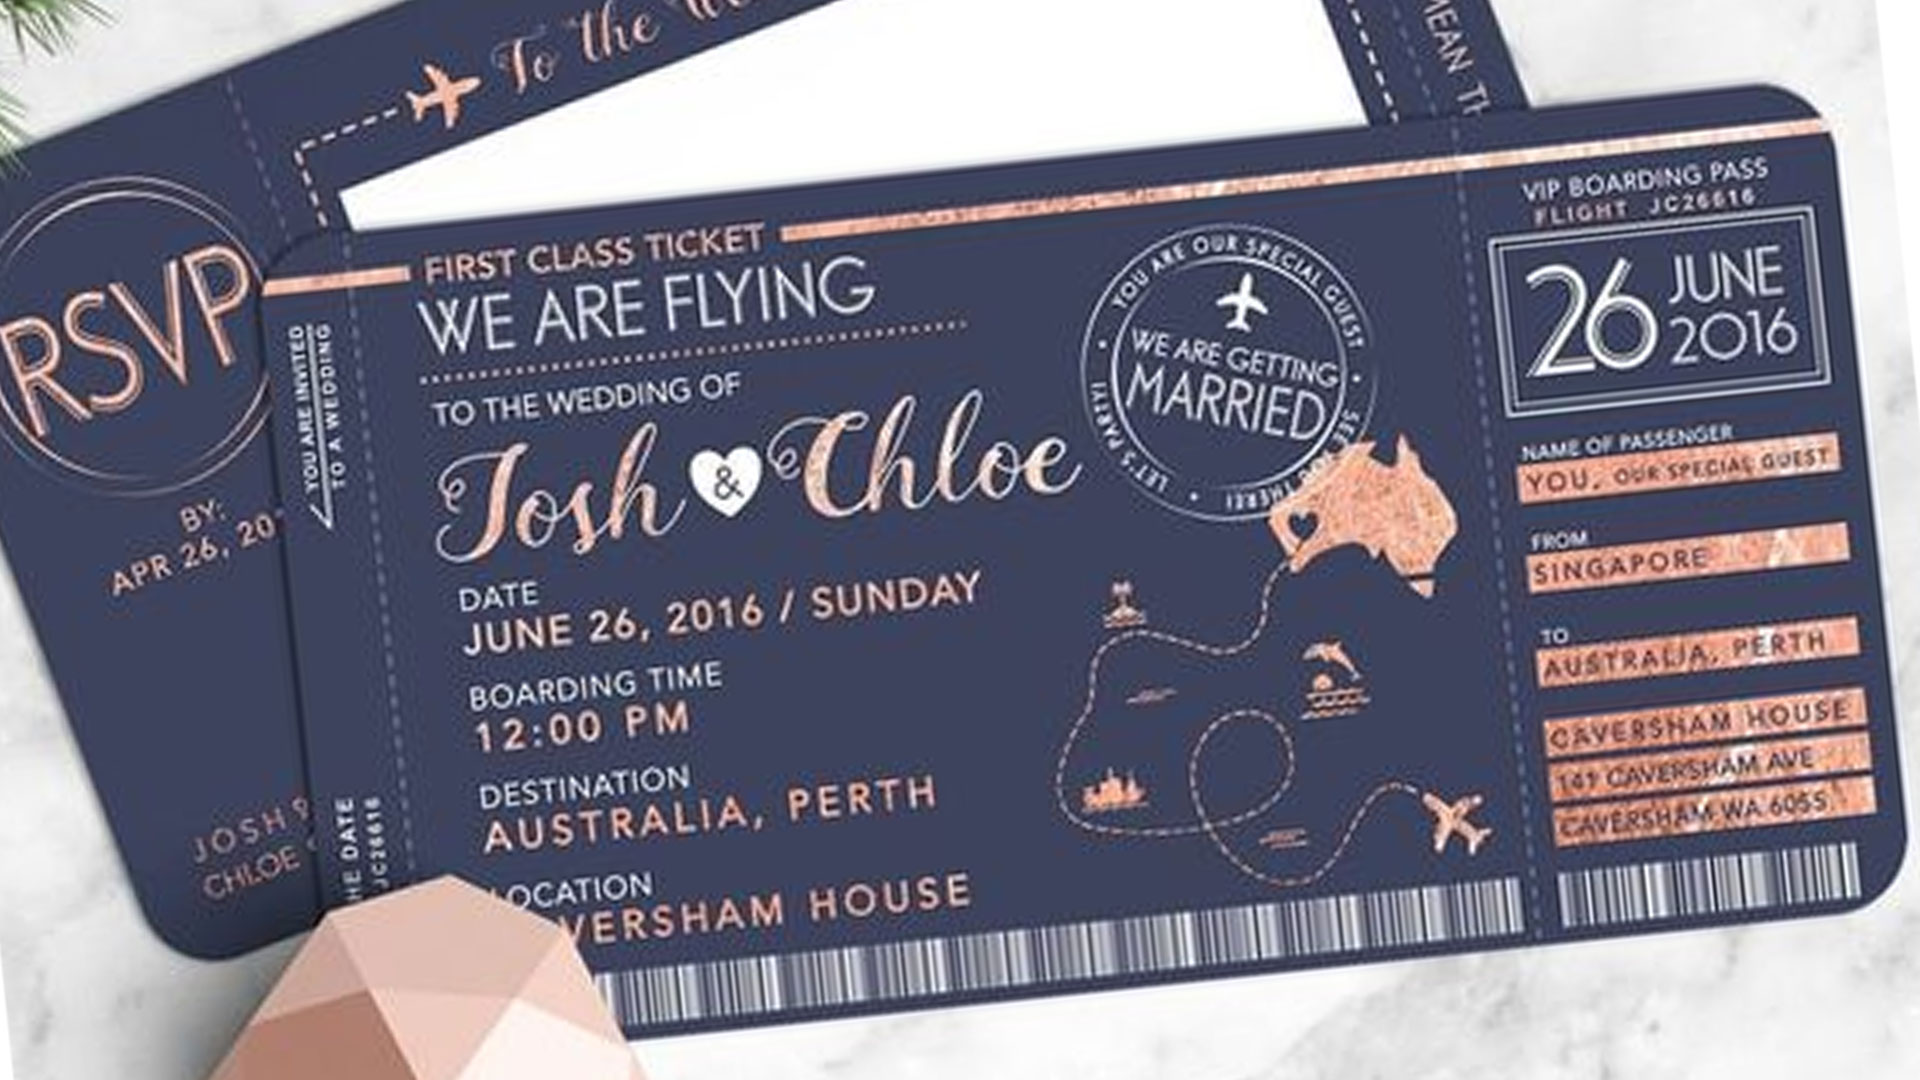 To the
MEAN TH
RSVP
BY:
APR 26, 20
JOSH
CHLOE
YOU ARE INVITED
TO A WEDDING
HE DATE
JC26616
FIRST CLASS TICKET
WE ARE FLYING
TO THE WEDDING OF
Josh & Chloe
DATE
JUNE 26, 2016 / SUNDAY
BOARDING TIME
12:00 PM
DESTINATION
AUSTRALIA, PERTH
LOCATION
VERSHAM HOUSE
YOU ARE OUR SPECIAL GUEST
SEE YOU THERE!
LET'S PARTY!
WE ARE GETTING
MARRIED
VIP BOARDING PASS
FLIGHT JC26616
26 JUNE
2016
NAME OF PASSENGER
YOU, OUR SPECIAL GUEST
FROM
SINGAPORE
TO
AUSTRALIA, PERTH
CAVERSHAM HOUSE
141 CAVERSHAM AVE
CAVERSHAM WA 6055